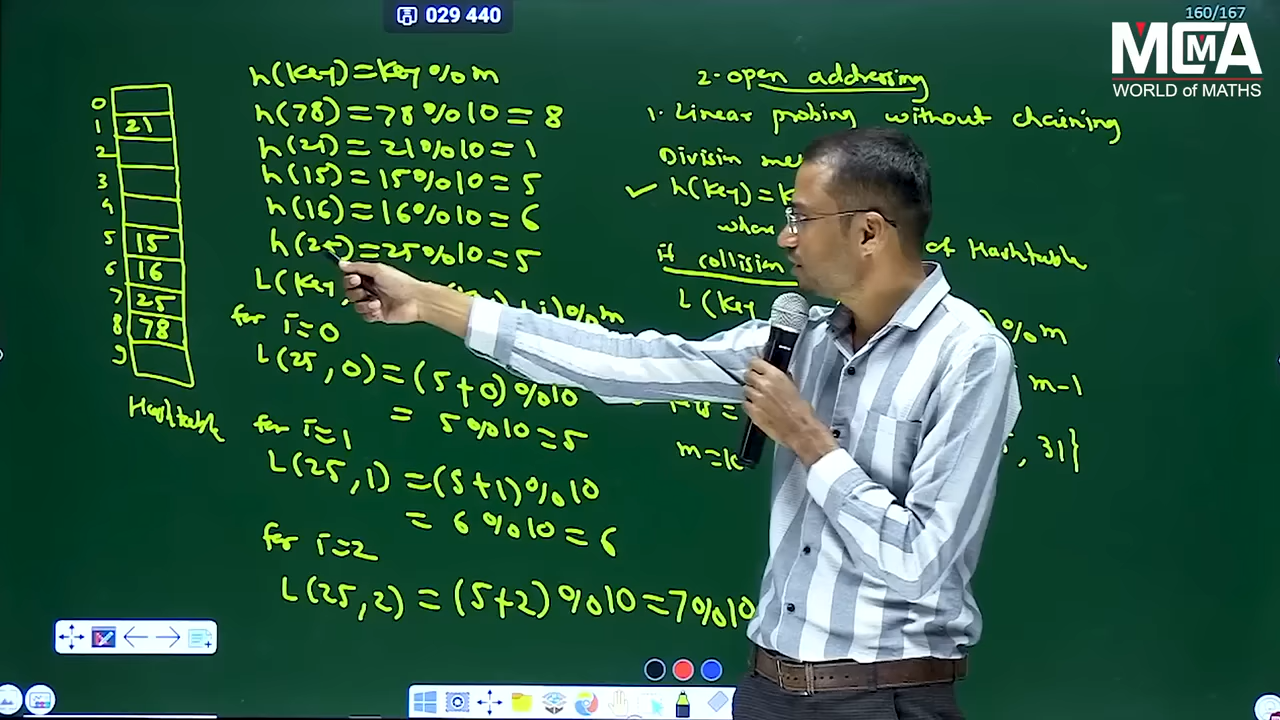 029 440
160/167
MCMA
WORLD of MATHS
0
1 21
2
3
4
5 15
6 16
7 25
8 78
9
Hashtable
h(key)=key%m
h(78)=78%10=8
h(21)=21%10=1
h(15)=15%10=5
h(16)=16%10=6
h(25)=25%10=5
L(key,
i)%m
for i=0
L(25,0)=(5+0)%10
= 5%10=5
for i=1
L(25,1)=(5+1)%10
= 6%10=6
for i=2
L(25,2)=(5+2)%10=7%10
2. open addressing
1. Linear probing without chaining
Division
✓ h(key)=
of Hashtable
if collision
L(key
)%m
m-1
, 31}